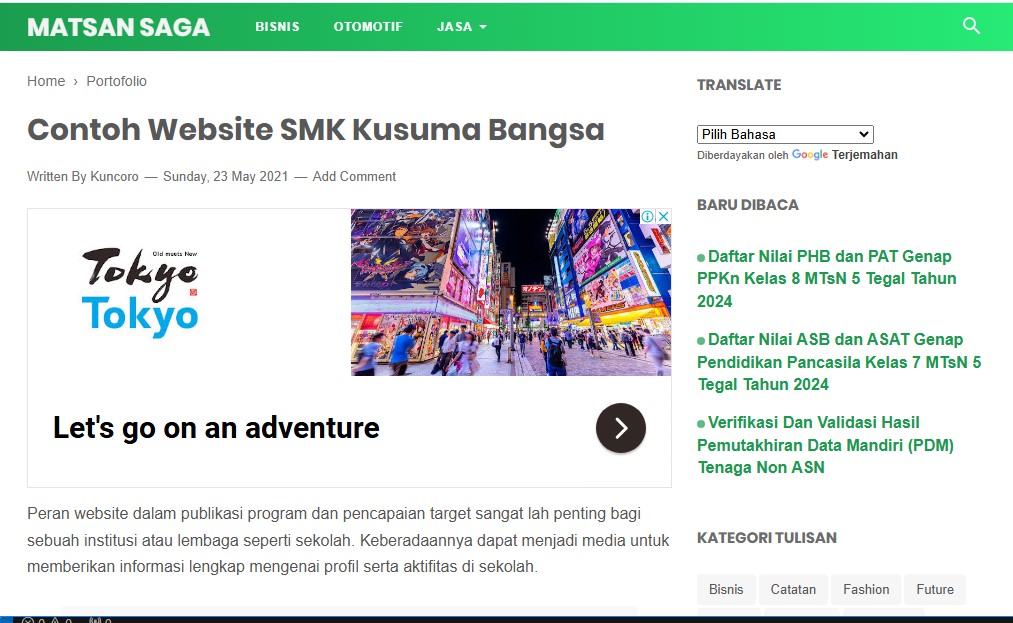 MATSAN SAGA
BISNIS
OTOMOTIF
JASA
Home › Portofolio
Contoh Website SMK Kusuma Bangsa
Written By Kuncoro — Sunday, 23 May 2021 — Add Comment
Old meets New
Tokyo
Tokyo
Let's go on an adventure
Peran website dalam publikasi program dan pencapaian target sangat lah penting bagi
sebuah institusi atau lembaga seperti sekolah. Keberadaannya dapat menjadi media untuk
memberikan informasi lengkap mengenai profil serta aktifitas di sekolah.
TRANSLATE
Pilih Bahasa
Diberdayakan oleh Google Terjemahan
BARU DIBACA
Daftar Nilai PHB dan PAT Genap
PPKn Kelas 8 MTsN 5 Tegal Tahun
2024
Daftar Nilai ASB dan ASAT Genap
Pendidikan Pancasila Kelas 7 MTsN 5
Tegal Tahun 2024
Verifikasi Dan Validasi Hasil
Pemutakhiran Data Mandiri (PDM)
Tenaga Non ASN
KATEGORI TULISAN
Bisnis
Catatan
Fashion
Future